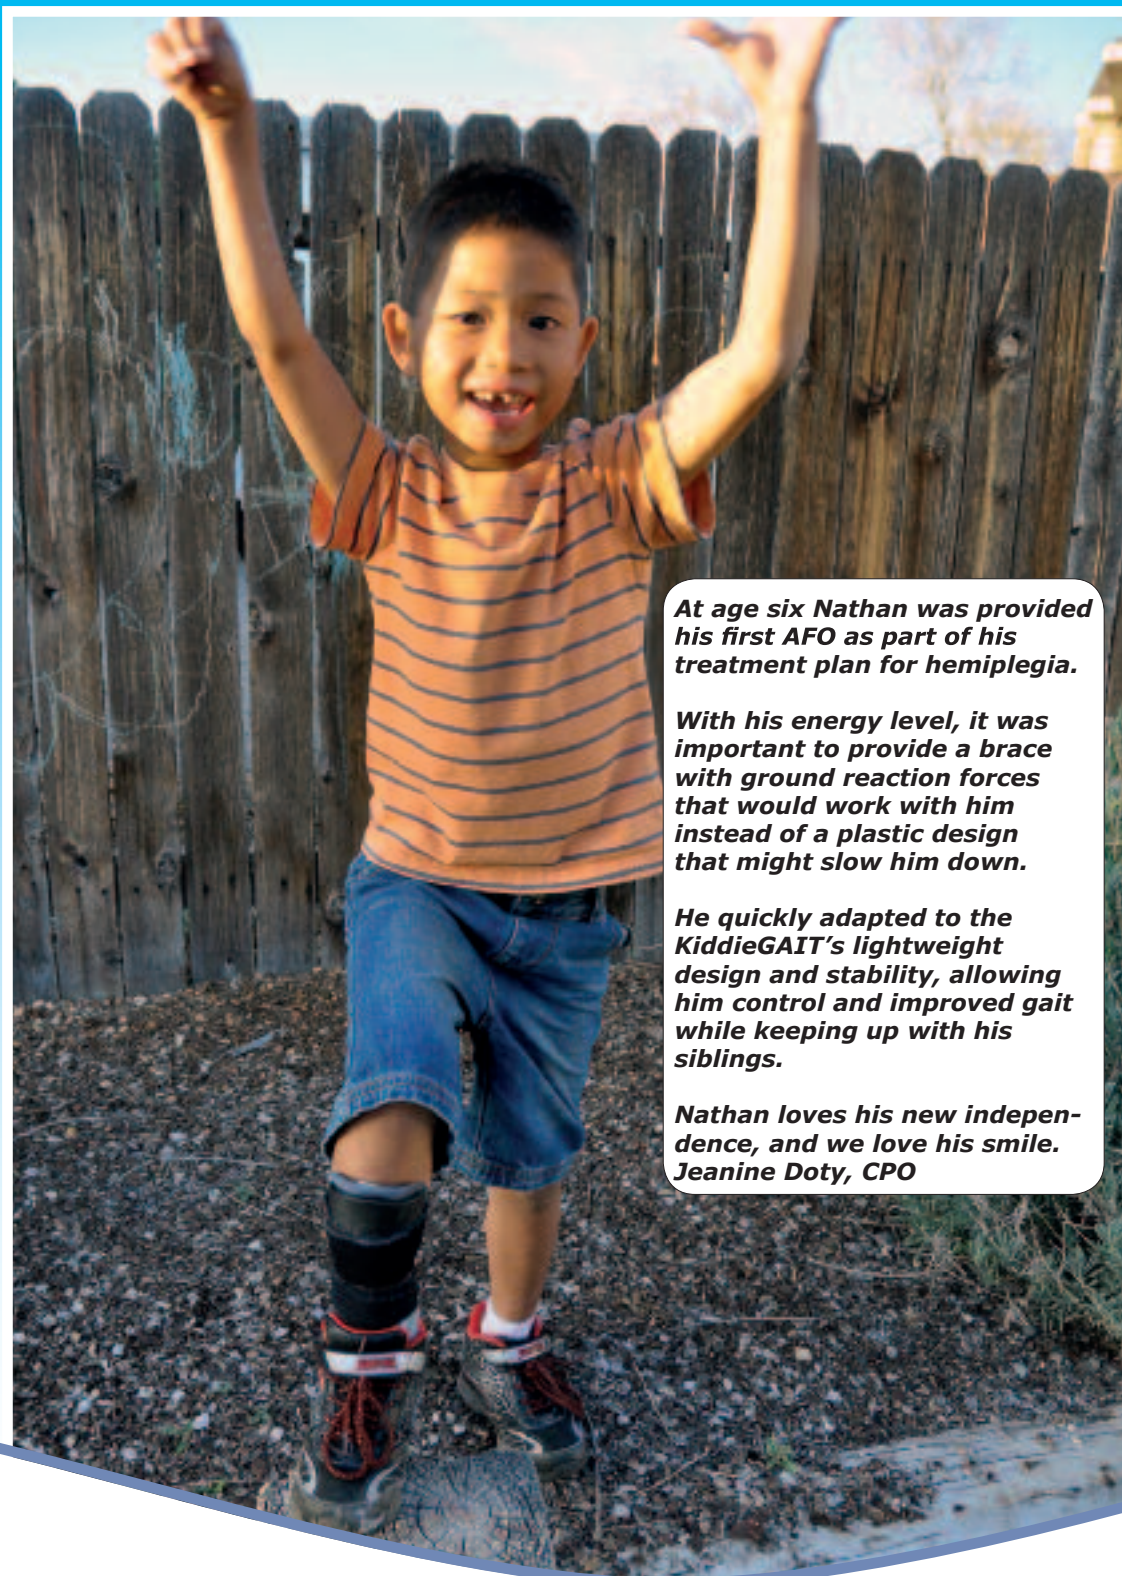 At age six Nathan was provided
his first AFO as part of his
treatment plan for hemiplegia.
With his energy level, it was
important to provide a brace
with ground reaction forces
that would work with him
instead of a plastic design
that might slow him down.
He quickly adapted to the
KiddieGAIT’s lightweight
design and stability, allowing
him control and improved gait
while keeping up with his
siblings.
Nathan loves his new indepen-
dence, and we love his smile.
Jeanine Doty, CPO